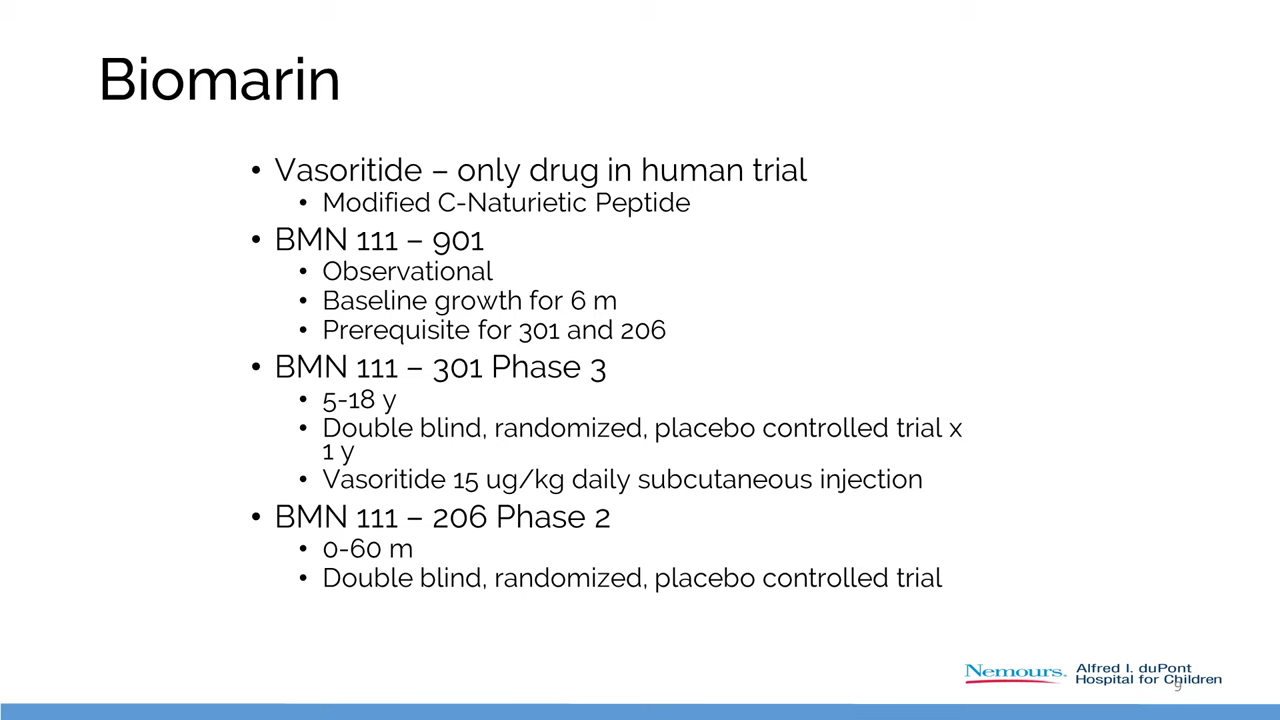 Biomarin
• Vasoritide – only drug in human trial
• Modified C-Naturietic Peptide
• BMN 111 – 901
• Observational
• Baseline growth for 6 m
• Prerequisite for 301 and 206
• BMN 111 – 301 Phase 3
• 5-18 y
• Double blind, randomized, placebo controlled trial x
1 y
• Vasoritide 15 ug/kg daily subcutaneous injection
• BMN 111 – 206 Phase 2
• 0-60 m
• Double blind, randomized, placebo controlled trial
Nemours. Alfred I. duPont
Hospital for Children
9